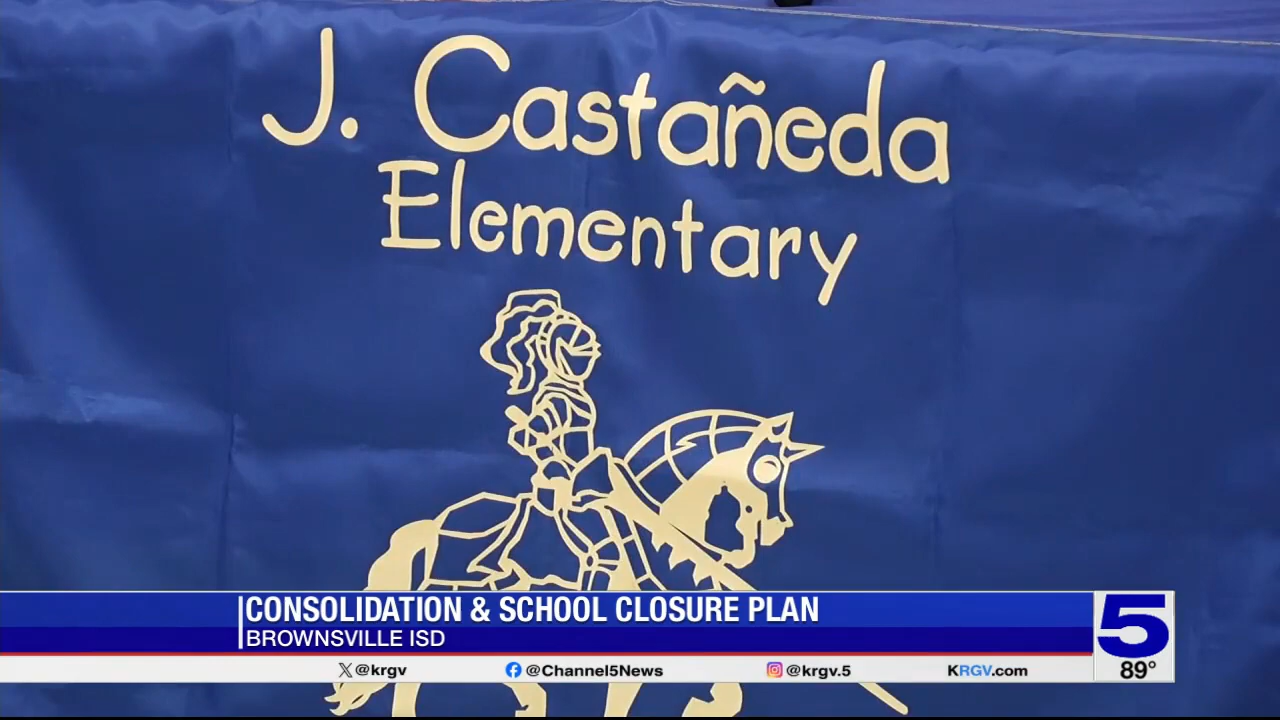 J. Castañeda
Elementary
CONSOLIDATION & SCHOOL CLOSURE PLAN
BROWNSVILLE ISD
5
@krgv
@Channel5News
@krgv.5
KRGV.com
89°